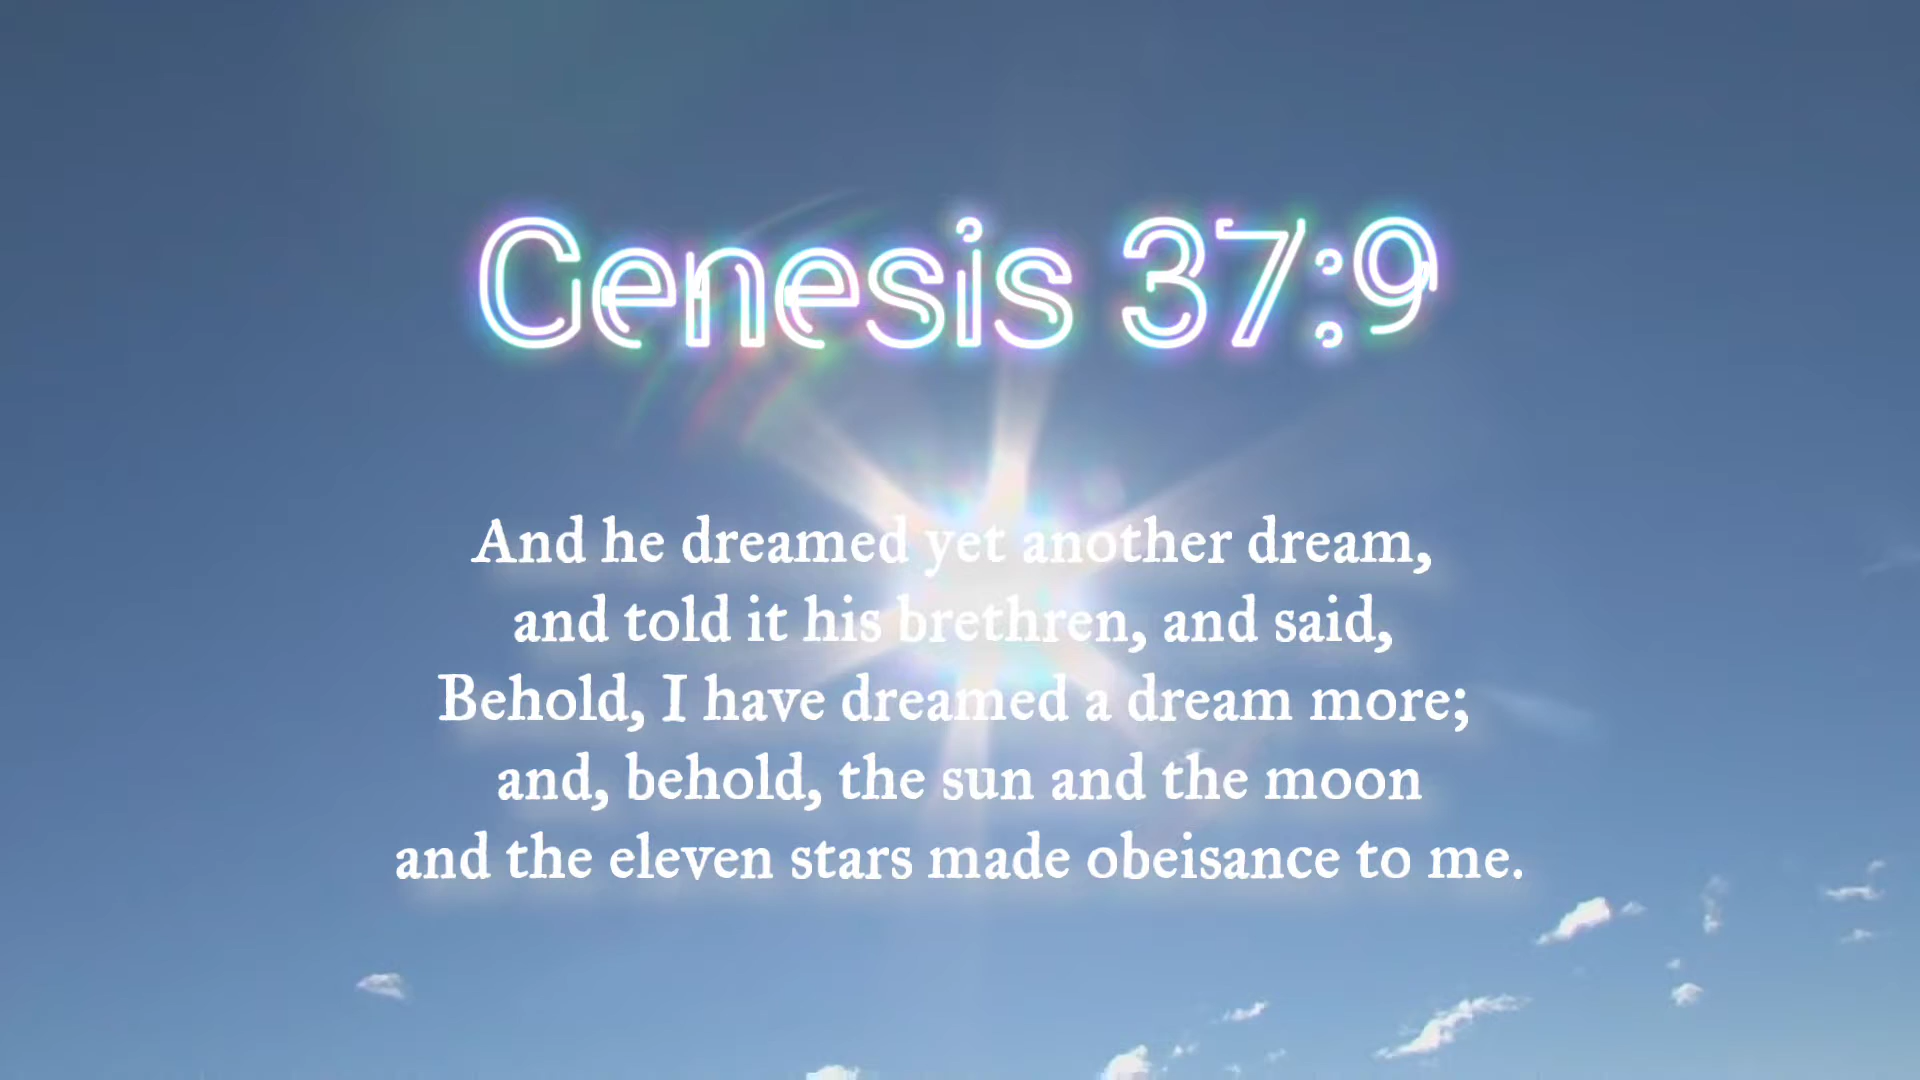 Genesis 37:9
And he dreamed yet another dream,
and told it his brethren, and said,
Behold, I have dreamed a dream more;
and, behold, the sun and the moon
and the eleven stars made obeisance to me.